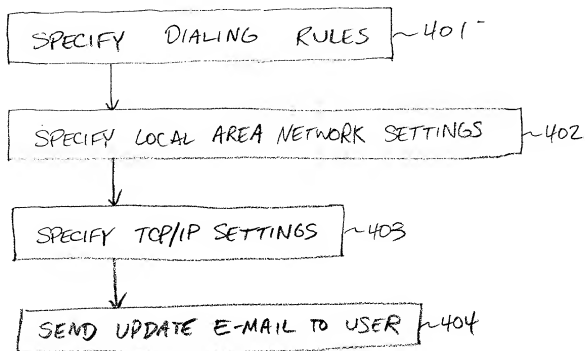 SPECIFY DIALING RULES 401
SPECIFY LOCAL AREA NETWORK SETTINGS 402
SPECIFY TCP/IP SETTINGS 403
SEND UPDATE E-MAIL TO USER 404